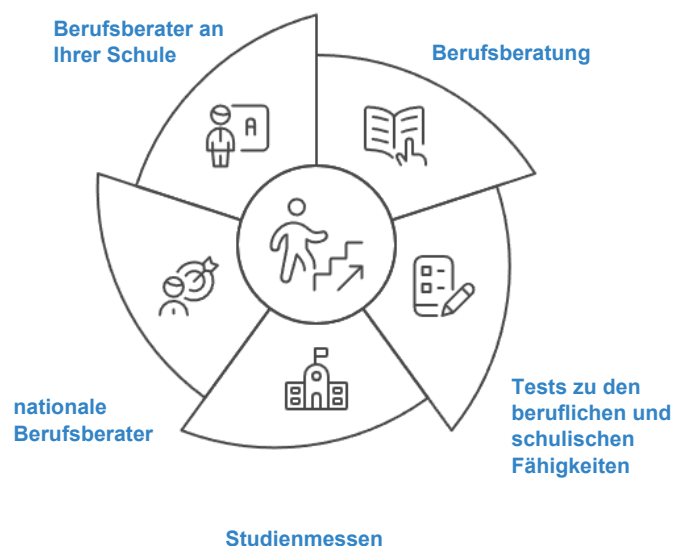 Berufsberater an
Ihrer Schule
Berufsberatung
Tests zu den
beruflichen und
schulischen
Fähigkeiten
nationale
Berufsberater
Studienmessen